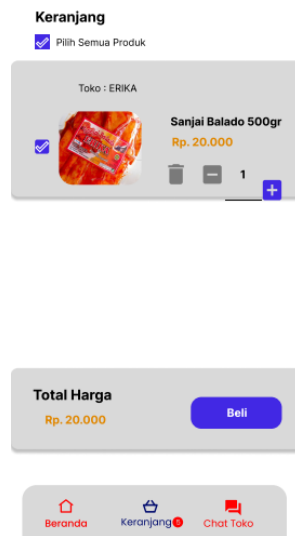 Keranjang
Pilih Semua Produk
Toko : ERIKA
Sanjai Balado 500gr
Rp. 20.000
1
Total Harga
Rp. 20.000
Beli
Beranda
Keranjang
Chat Toko